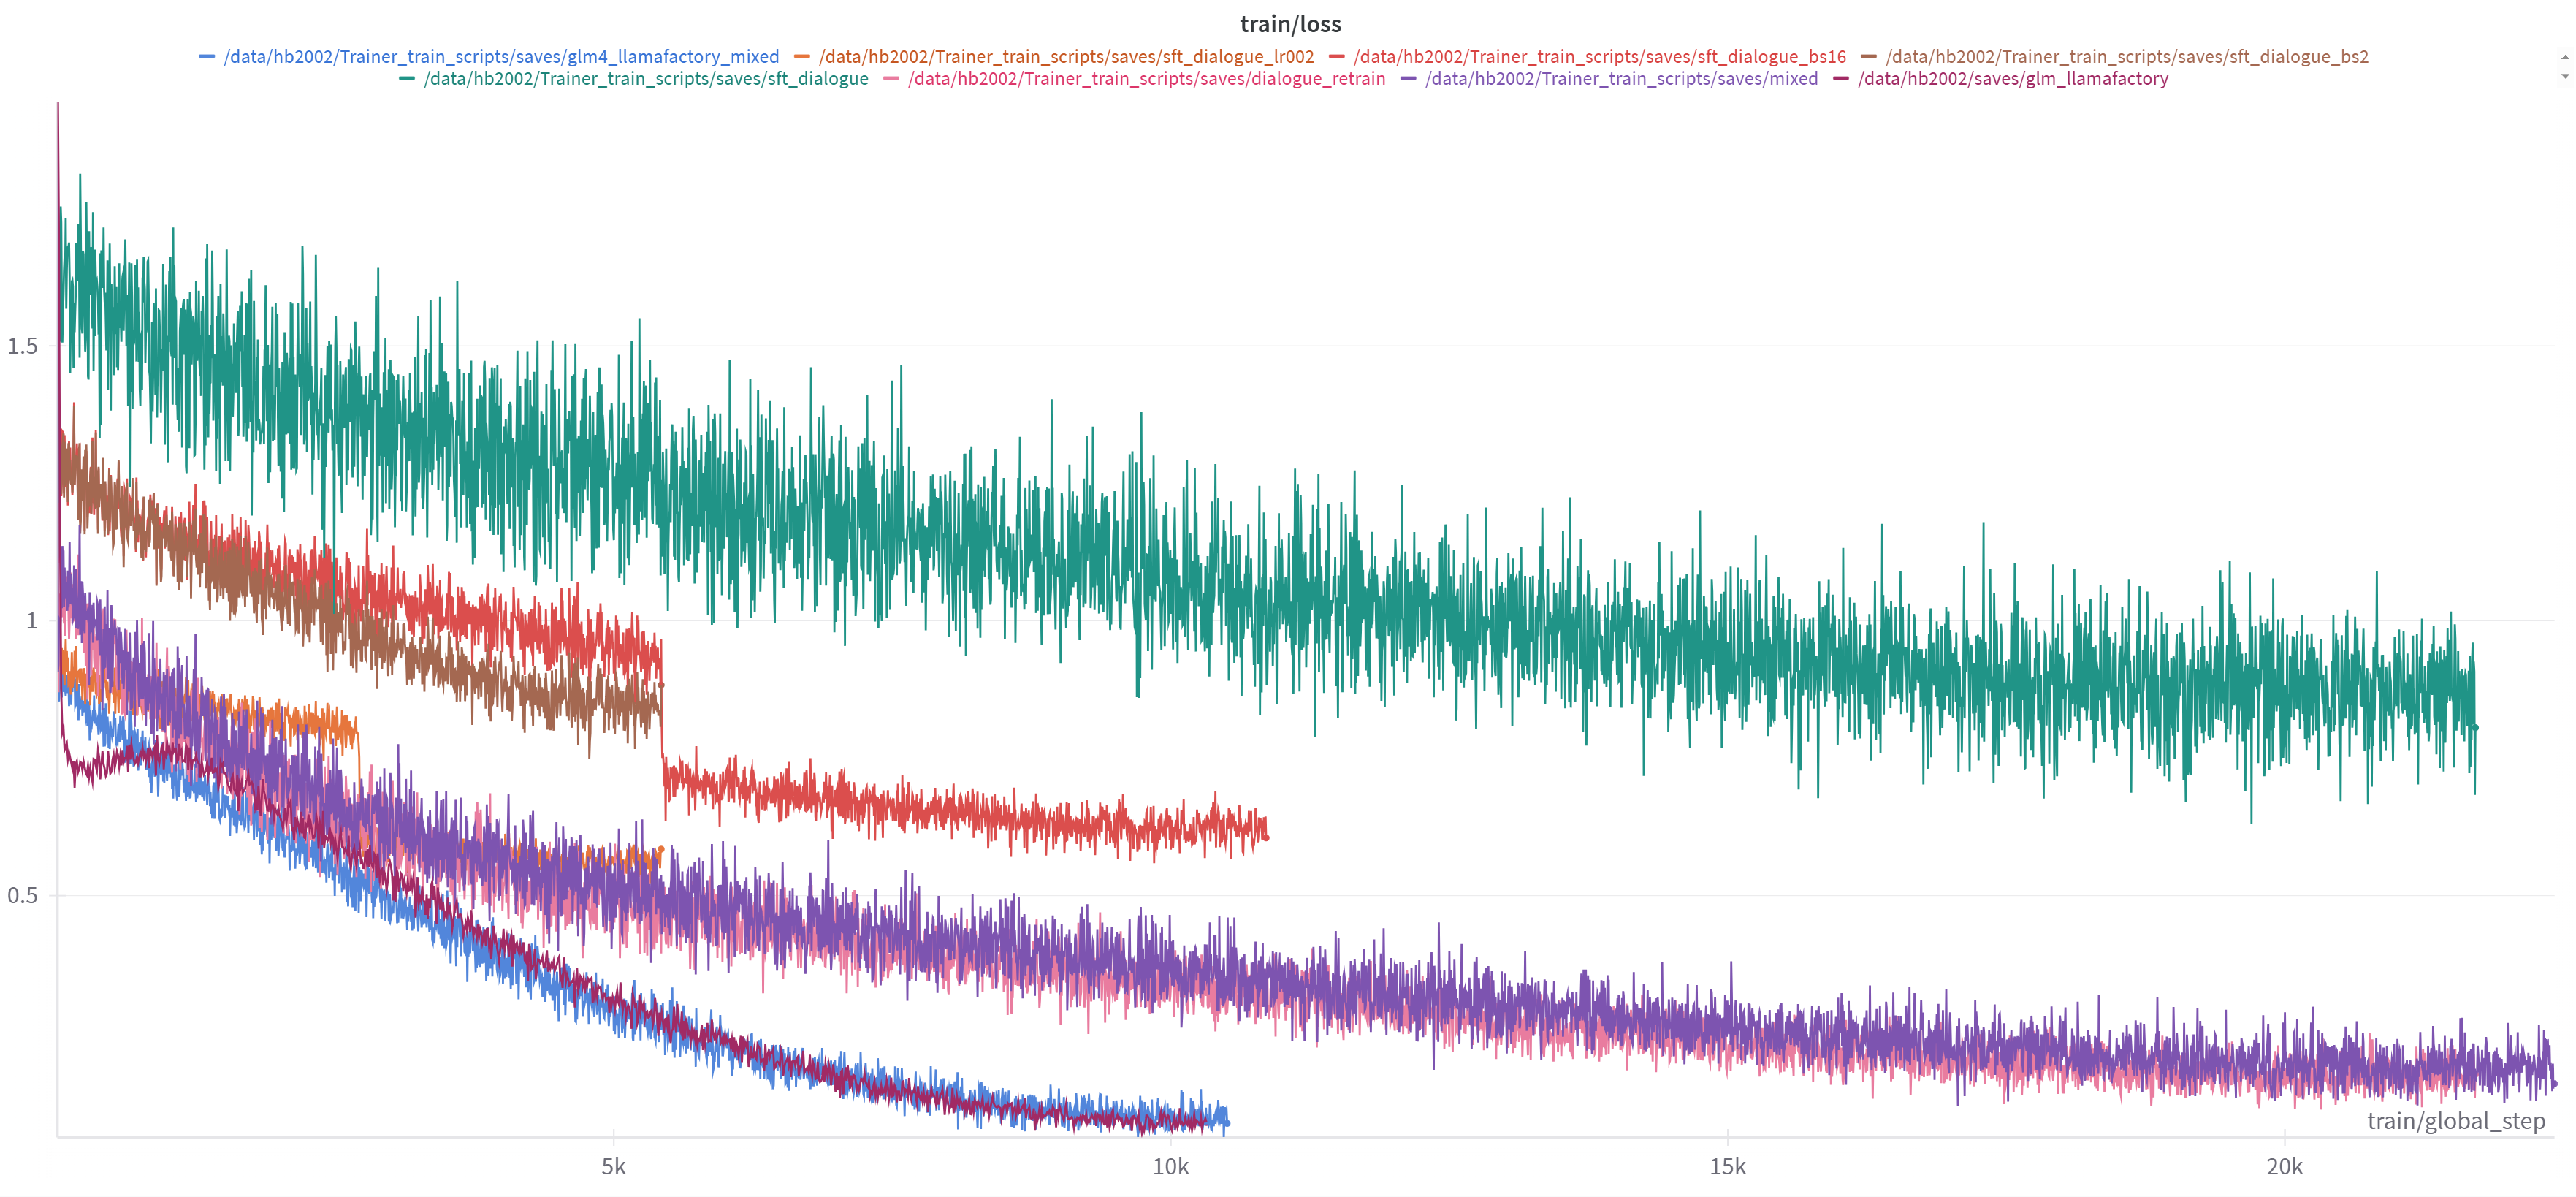 train/loss
/data/hb2002/Trainer_train_scripts/saves/glm4_llamafactory_mixed /data/hb2002/Trainer_train_scripts/saves/sft_dialogue_lr002 /data/hb2002/Trainer_train_scripts/saves/sft_dialogue_bs16 /data/hb2002/Trainer_train_scripts/saves/sft_dialogue_bs2
/data/hb2002/Trainer_train_scripts/saves/sft_dialogue /data/hb2002/Trainer_train_scripts/saves/dialogue_retrain /data/hb2002/Trainer_train_scripts/saves/mixed /data/hb2002/saves/glm_llamafactory
1.5
1
0.5
train/global_step
5k 10k 15k 20k